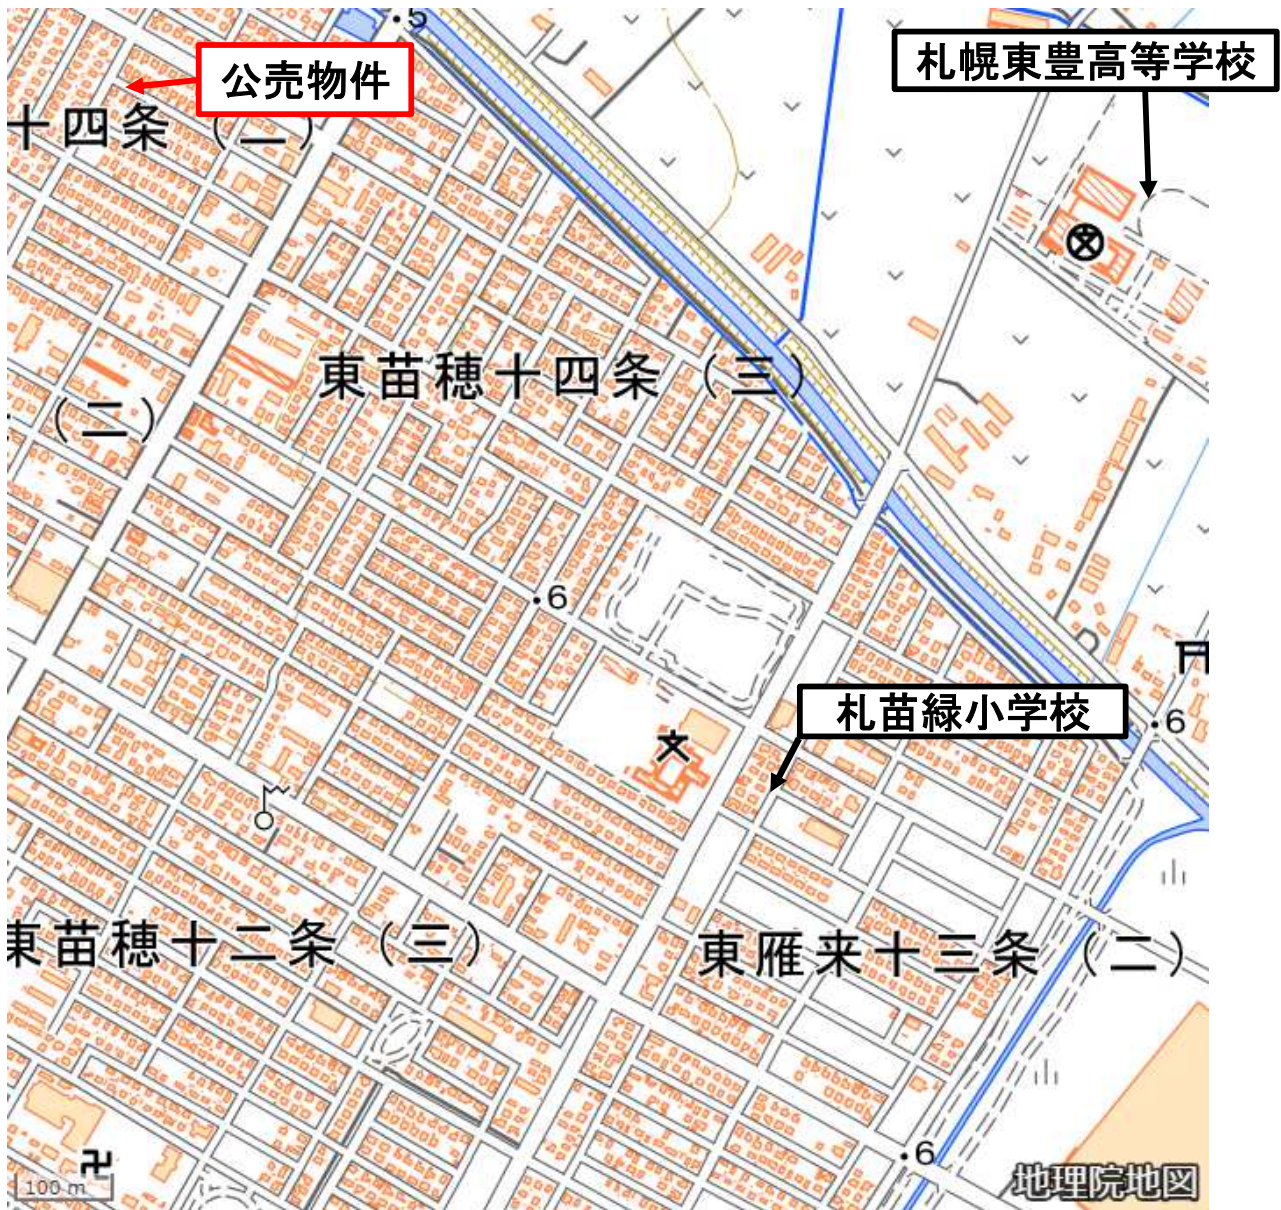 5
公売物件
札幌東豊高等学校
十四条（二）
文
東苗穂十四条（三）
（二）
6
札苗緑小学校
6
文
東苗穂十二条（三）
東雁来十三条（二）
6
100 m
地理院地図